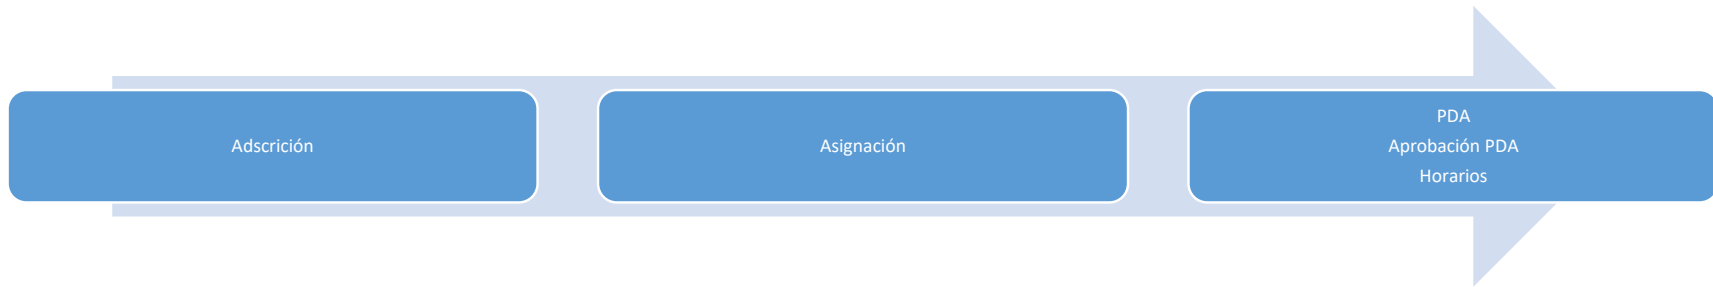 Adscrición
Asignación
PDA
Aprobación PDA
Horarios